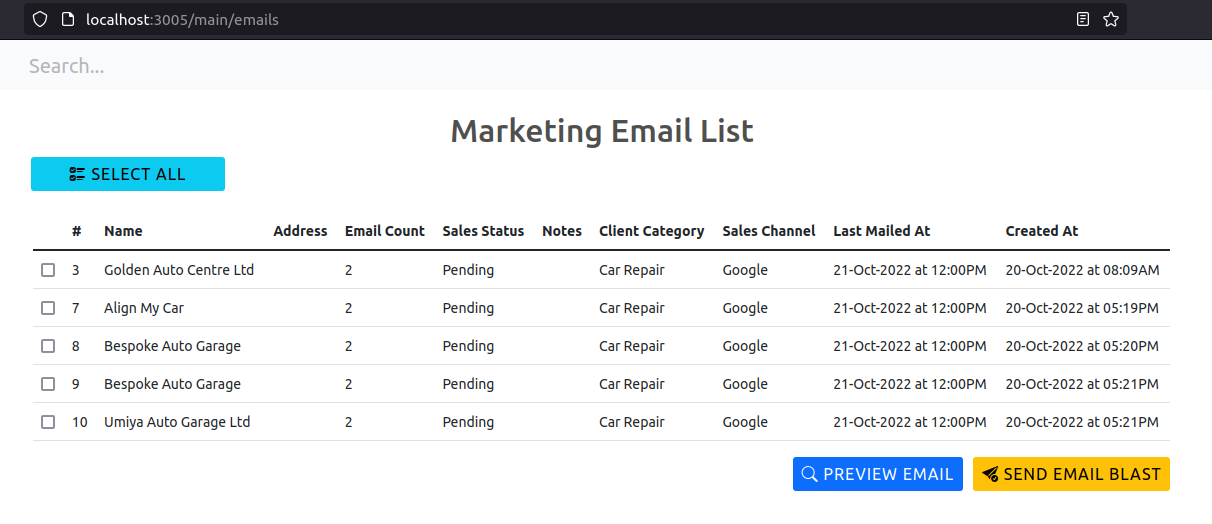 localhost:3005/main/emails
Search...
Marketing Email List
SELECT ALL
# Name Address Email Count Sales Status Notes Client Category Sales Channel Last Mailed At Created At
3 Golden Auto Centre Ltd 2 Pending Car Repair Google 21-Oct-2022 at 12:00PM 20-Oct-2022 at 08:09AM
7 Align My Car 2 Pending Car Repair Google 21-Oct-2022 at 12:00PM 20-Oct-2022 at 05:19PM
8 Bespoke Auto Garage 2 Pending Car Repair Google 21-Oct-2022 at 12:00PM 20-Oct-2022 at 05:20PM
9 Bespoke Auto Garage 2 Pending Car Repair Google 21-Oct-2022 at 12:00PM 20-Oct-2022 at 05:21PM
10 Umiya Auto Garage Ltd 2 Pending Car Repair Google 21-Oct-2022 at 12:00PM 20-Oct-2022 at 05:21PM
PREVIEW EMAIL SEND EMAIL BLAST